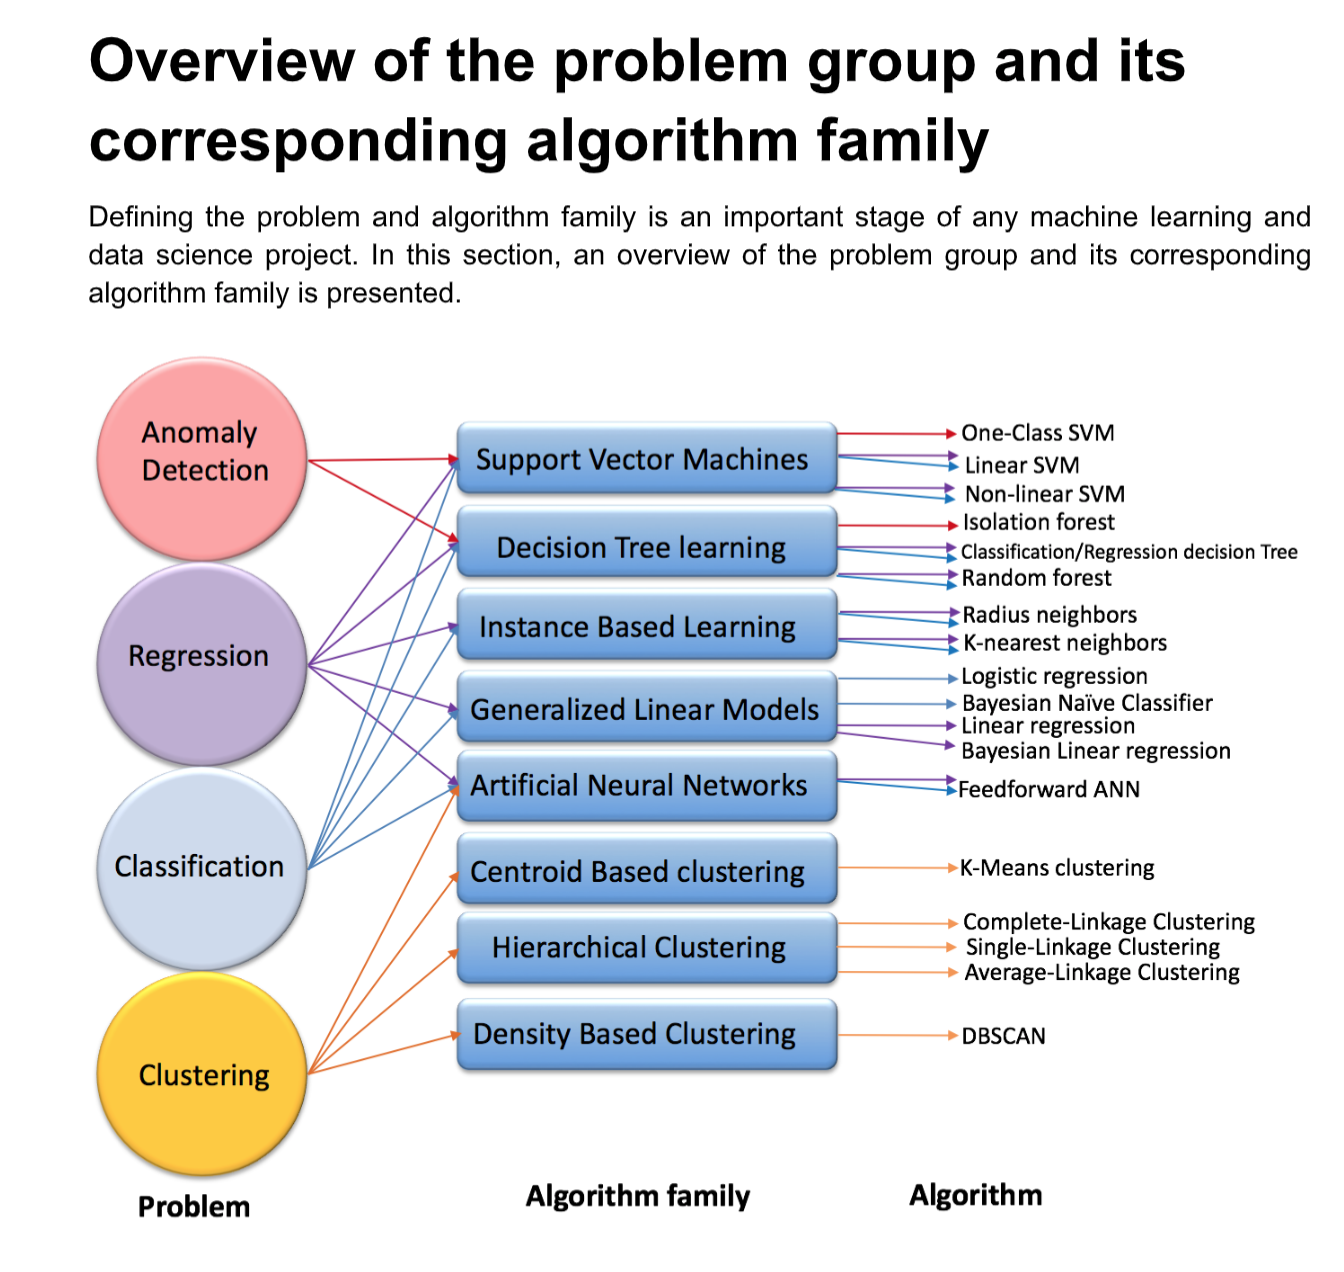 Overview of the problem group and its
corresponding algorithm family
Defining the problem and algorithm family is an important stage of any machine learning and
data science project. In this section, an overview of the problem group and its corresponding
algorithm family is presented.
Anomaly
Detection
Regression
Classification
Clustering
Problem
Support Vector Machines
Decision Tree learning
Instance Based Learning
Generalized Linear Models
Artificial Neural Networks
Centroid Based clustering
Hierarchical Clustering
Density Based Clustering
Algorithm family
One-Class SVM
Linear SVM
Non-linear SVM
Isolation forest
Classification/Regression decision Tree
Random forest
Radius neighbors
K-nearest neighbors
Logistic regression
Bayesian Naïve Classifier
Linear regression
Bayesian Linear regression
Feedforward ANN
K-Means clustering
Complete-Linkage Clustering
Single-Linkage Clustering
Average-Linkage Clustering
DBSCAN
Algorithm